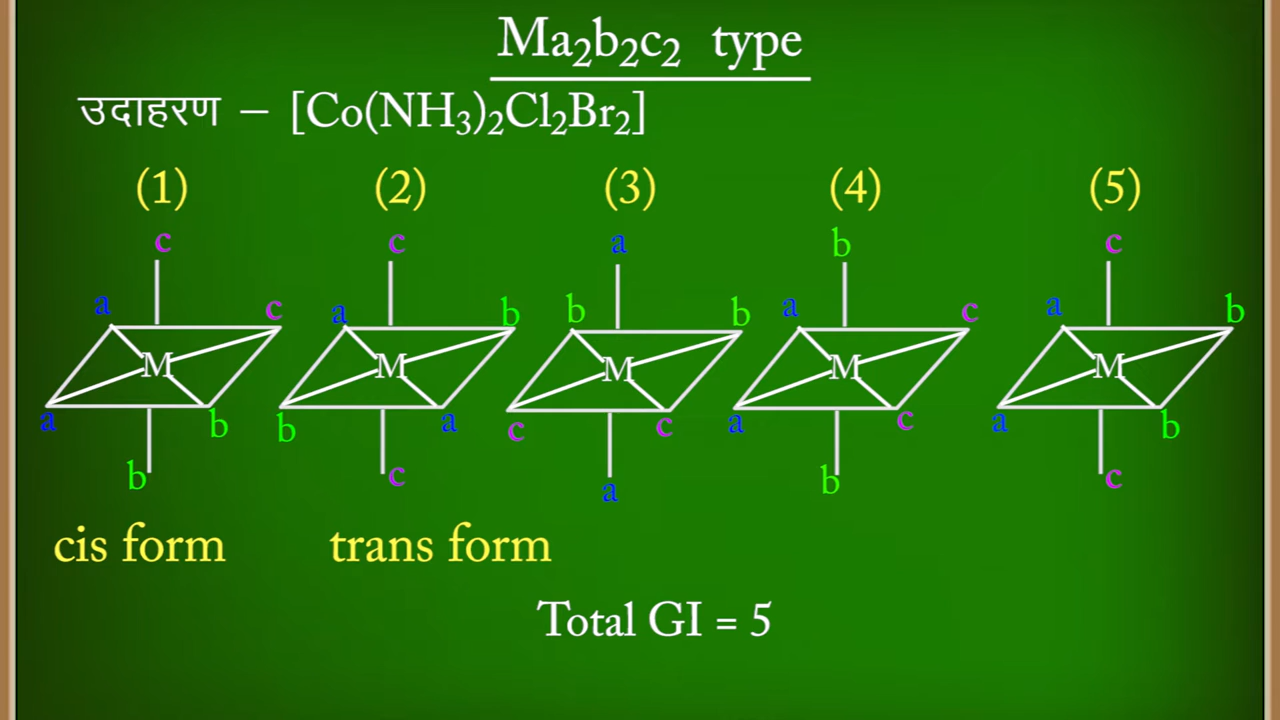 Ma₂b₂c₂ type
उदाहरण – [Co(NH₃)₂Cl₂Br₂]
(1) (2) (3) (4) (5)
c c a b c
a c a b b b a c a b
M M M M M
a b b a c c a c a b
b c a b c
cis form trans form
Total GI = 5